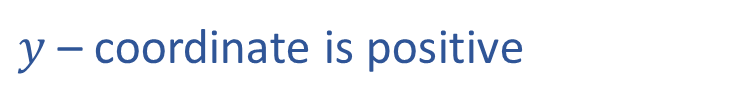 y – coordinate is positive